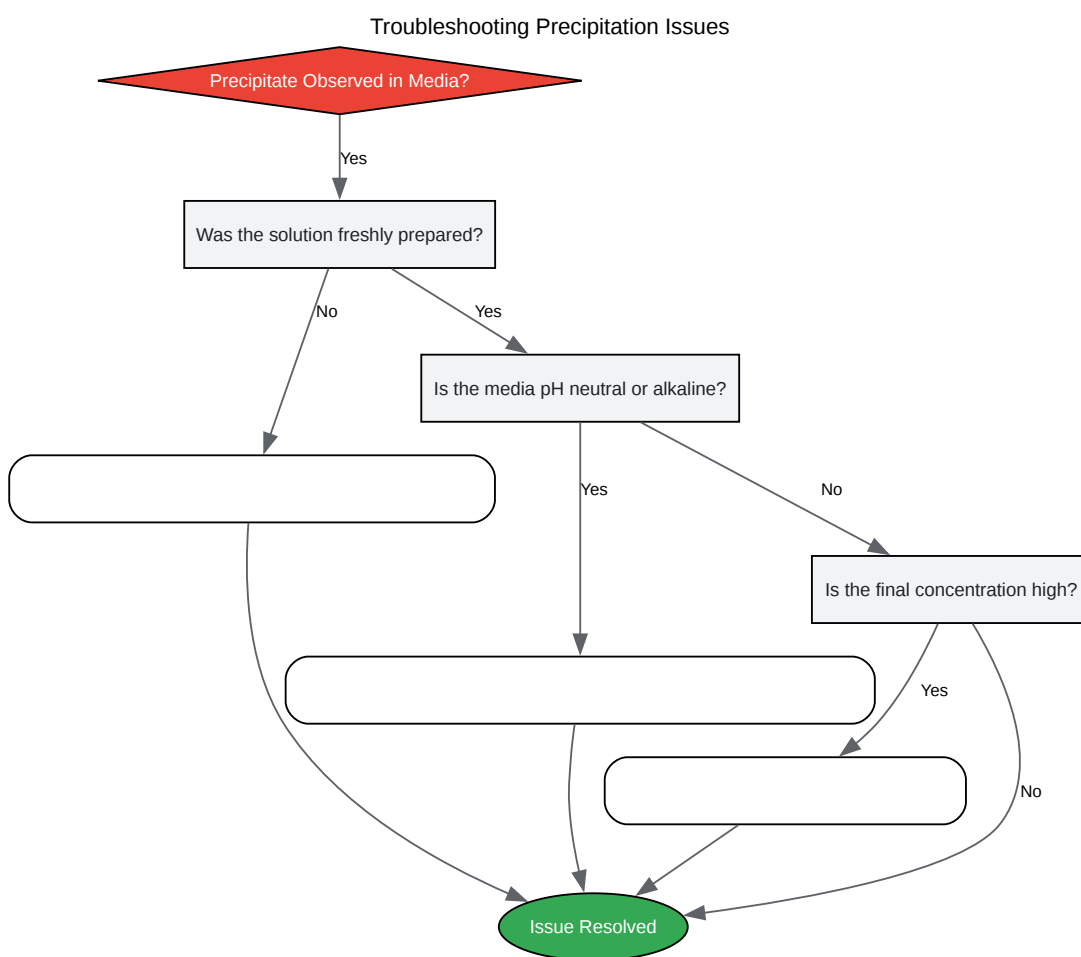 Troubleshooting Precipitation Issues
Precipitate Observed in Media?
Yes
Was the solution freshly prepared?
No
Yes
Is the media pH neutral or alkaline?
Yes
No
Is the final concentration high?
Yes
No
Issue Resolved